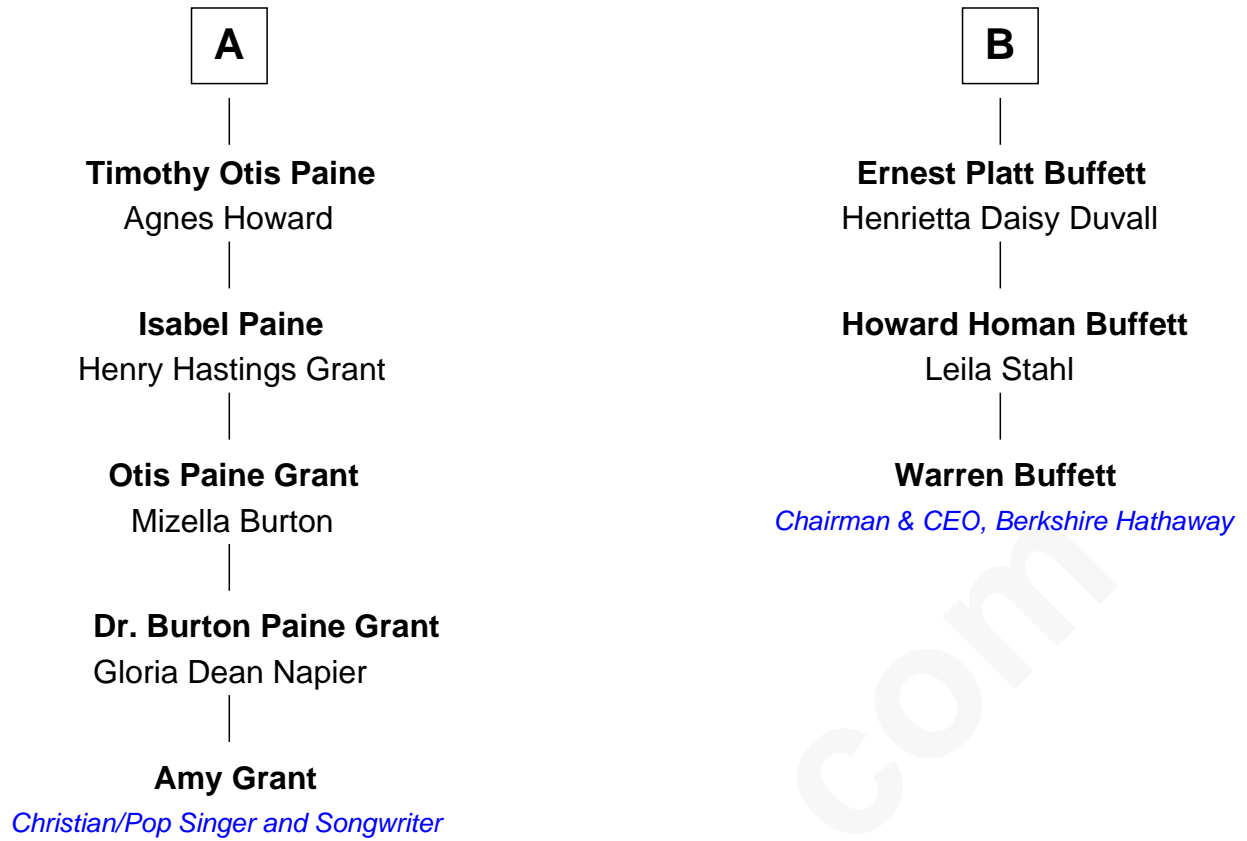 A
Timothy Otis Paine
Agnes Howard
Isabel Paine
Henry Hastings Grant
Otis Paine Grant
Mizella Burton
Dr. Burton Paine Grant
Gloria Dean Napier
Amy Grant
Christian/Pop Singer and Songwriter
B
Ernest Platt Buffett
Henrietta Daisy Duvall
Howard Homan Buffett
Leila Stahl
Warren Buffett
Chairman & CEO, Berkshire Hathaway
com